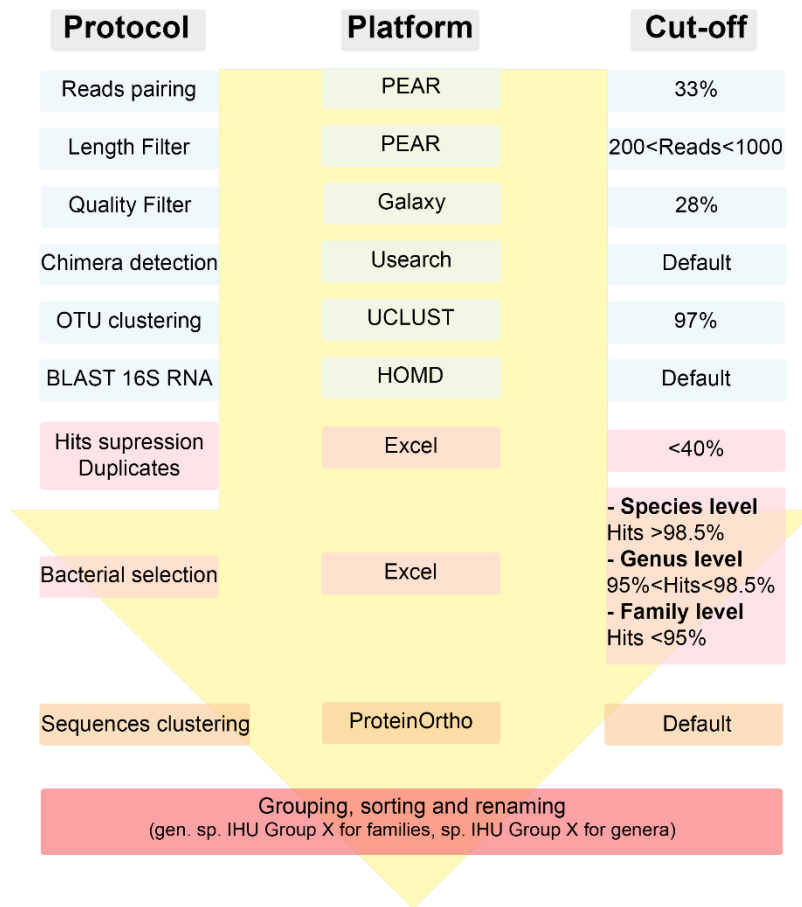 Protocol Platform Cut-off
Reads pairing PEAR 33%
Length Filter PEAR 200<Reads<1000
Quality Filter Galaxy 28%
Chimera detection Usearch Default
OTU clustering UCLUST 97%
BLAST 16S RNA HOMD Default
Hits supression
Duplicates
Excel <40%
Bacterial selection Excel
- Species level
Hits >98.5%
- Genus level
95%<Hits<98.5%
- Family level
Hits <95%
Sequences clustering ProteinOrtho Default
Grouping, sorting and renaming
(gen. sp. IHU Group X for families, sp. IHU Group X for genera)